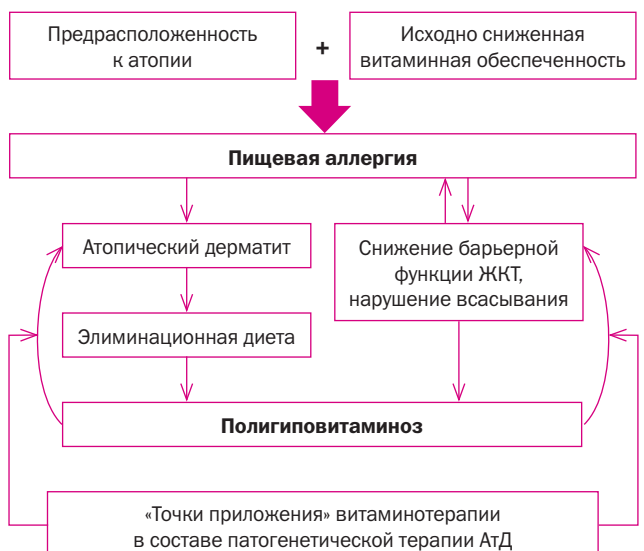 Предрасположенность
к атопии
+
Исходно сниженная
витаминная обеспеченность
Пищевая аллергия
Атопический дерматит
Снижение барьерной
функции ЖКТ,
нарушение всасывания
Элиминационная диета
Полигиповитаминоз
«Точки приложения» витаминотерапии
в составе патогенетической терапии АтД